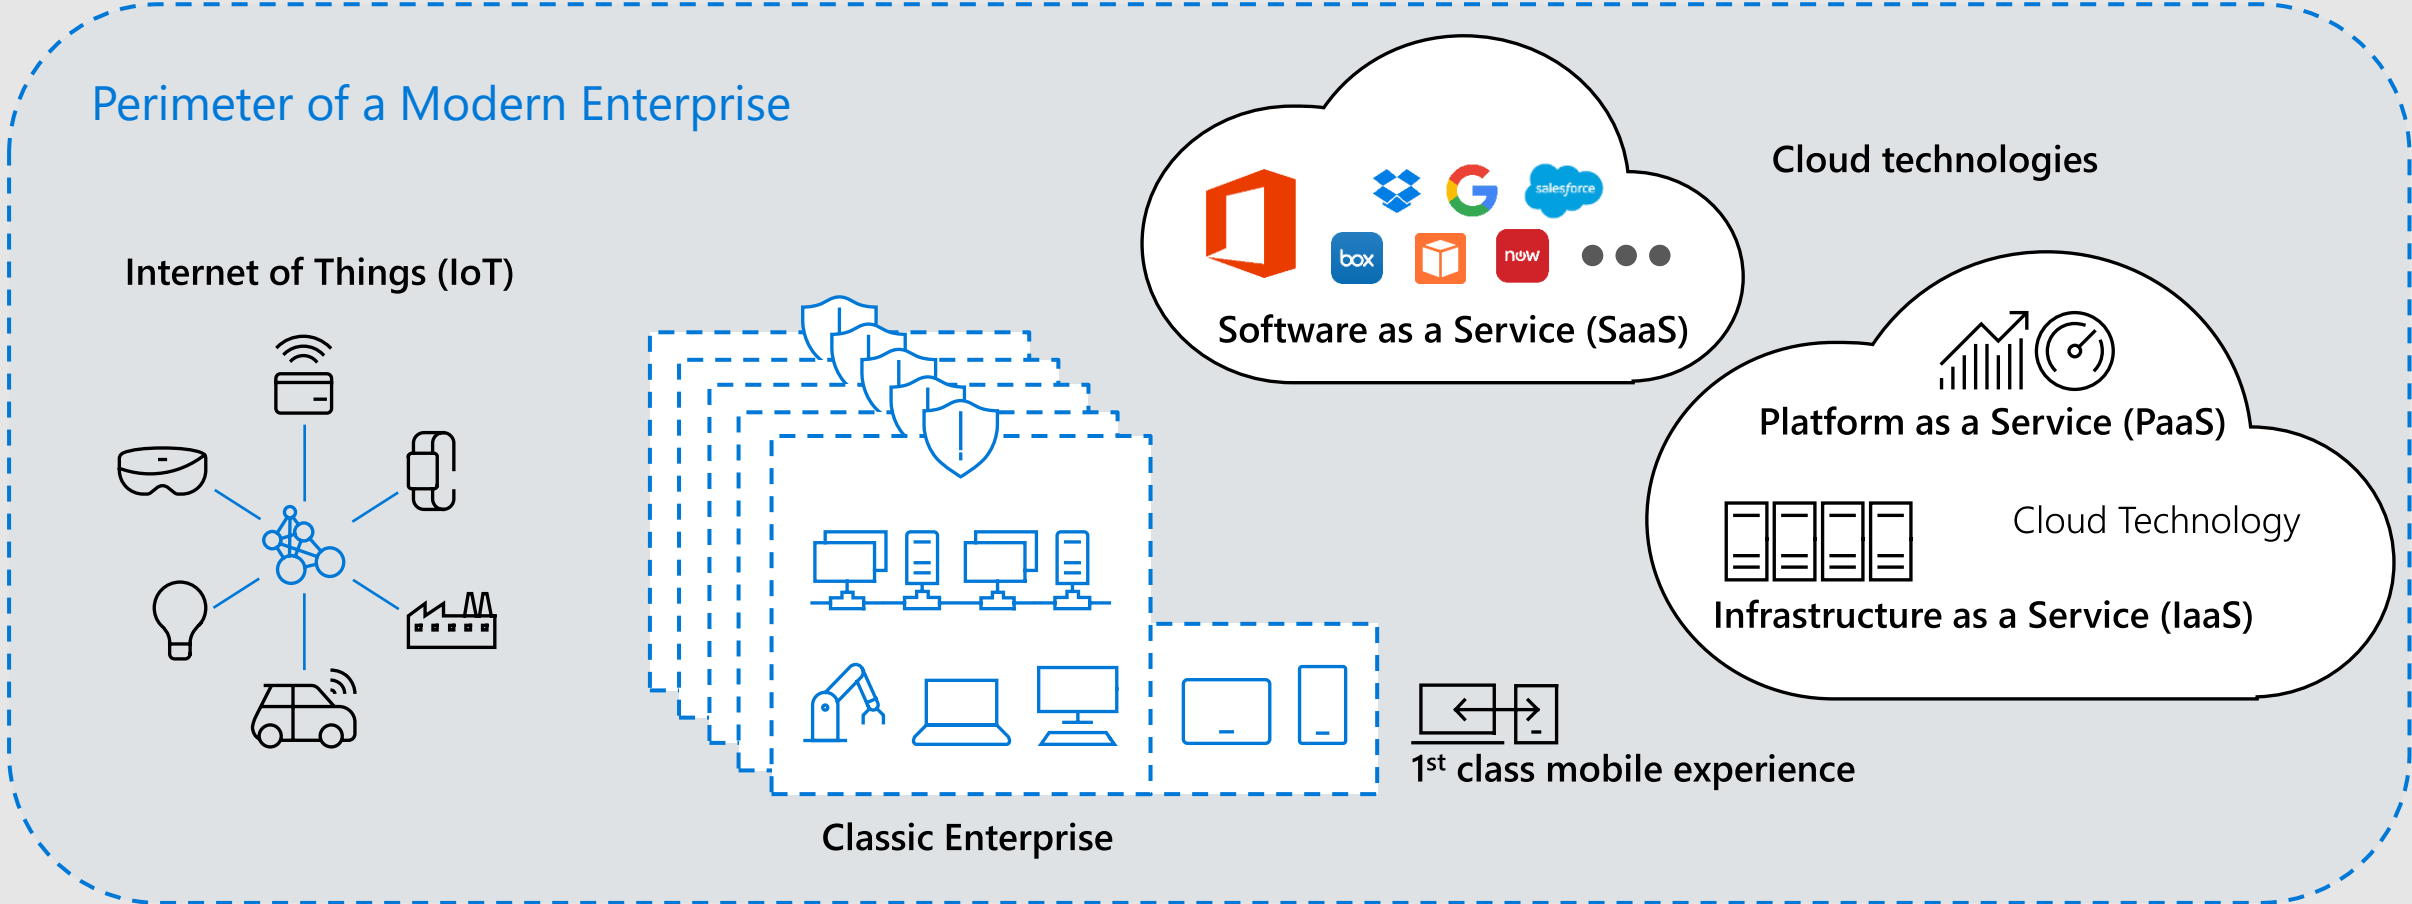 Perimeter of a Modern Enterprise
Cloud technologies
Internet of Things (IoT)
salesforce
box
now
Software as a Service (SaaS)
Platform as a Service (PaaS)
Cloud Technology
Infrastructure as a Service (IaaS)
1st class mobile experience
Classic Enterprise